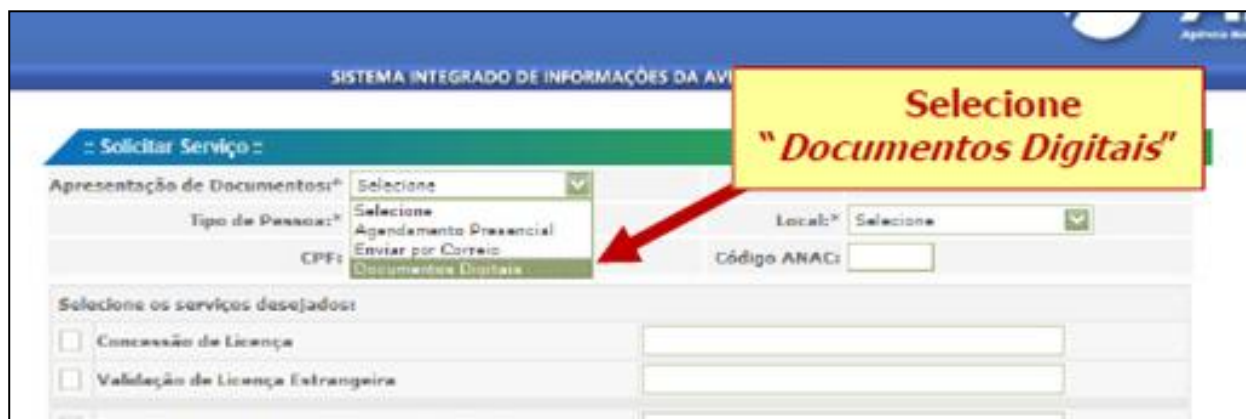 SISTEMA INTEGRADO DE INFORMAÇÕES DA
Selecione
“Documentos Digitais”
:: Solicitar Serviço ::
Apresentação de Documentos:* Selecione
Selecione
Agendamento Presencial
Enviar por Correio
Documentos Digitais
Tipo de Pessoa:*
Local:* Selecione
CPF:
Código ANAC:
Selecione os serviços desejados:
Concessão de Licença
Validação de Licença Estrangeira